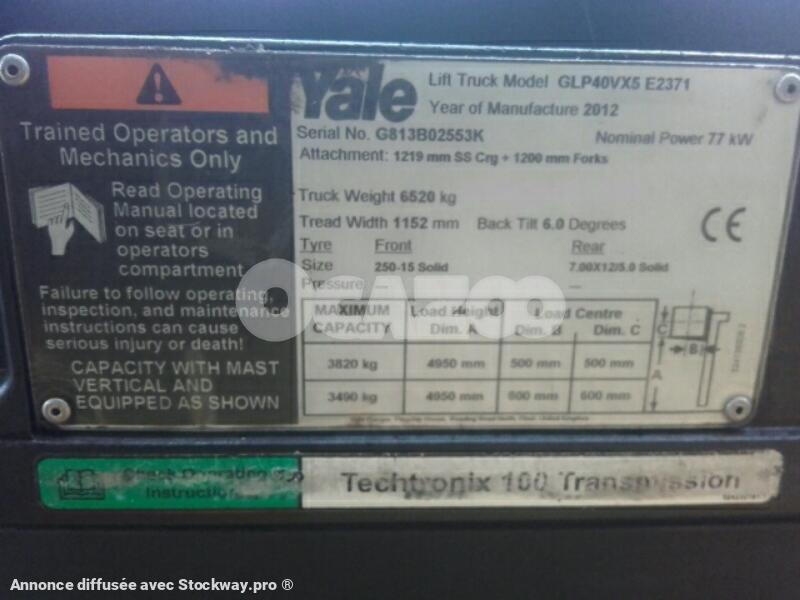 Trained Operators and
Mechanics Only
Read Operating
Manual located
on seat or in
operators
compartment
Failure to follow operating,
inspection, and maintenance
instructions can cause
serious injury or death!
CAPACITY WITH MAST
VERTICAL AND
EQUIPPED AS SHOWN
Yale
Lift Truck Model GLP40VX5 E2371
Year of Manufacture 2012
Serial No. G813B02553K Nominal Power 77 kW
Attachment: 1219 mm SS Crg + 1200 mm Forks
Truck Weight 6520 kg
Tread Width 1152 mm Back Tilt 6.0 Degrees
CE
Tyre Front Rear
Size 250-15 Solid 7.00X12/5.0 Solid
Pressure — —
OCAZOO
MAXIMUM CAPACITY Load Height Dim. A Load Centre Dim. B Dim. C
3820 kg 4950 mm 500 mm 500 mm
3490 kg 4950 mm 600 mm 600 mm
C
B
A
Check Operating
Instruction
Techtronix 100 Transmission
Annonce diffusée avec Stockway.pro ®